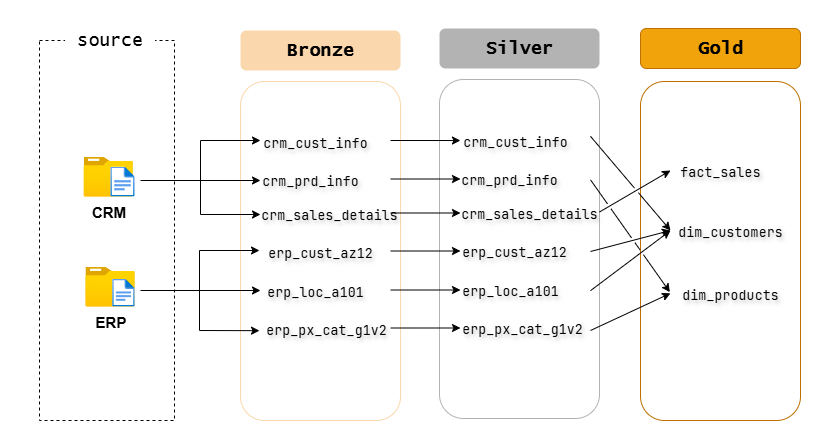 source
Bronze
Silver
Gold
CRM
ERP
crm_cust_info
crm_prd_info
crm_sales_details
erp_cust_az12
erp_loc_a101
erp_px_cat_g1v2
crm_cust_info
crm_prd_info
crm_sales_details
erp_cust_az12
erp_loc_a101
erp_px_cat_g1v2
fact_sales
dim_customers
dim_products